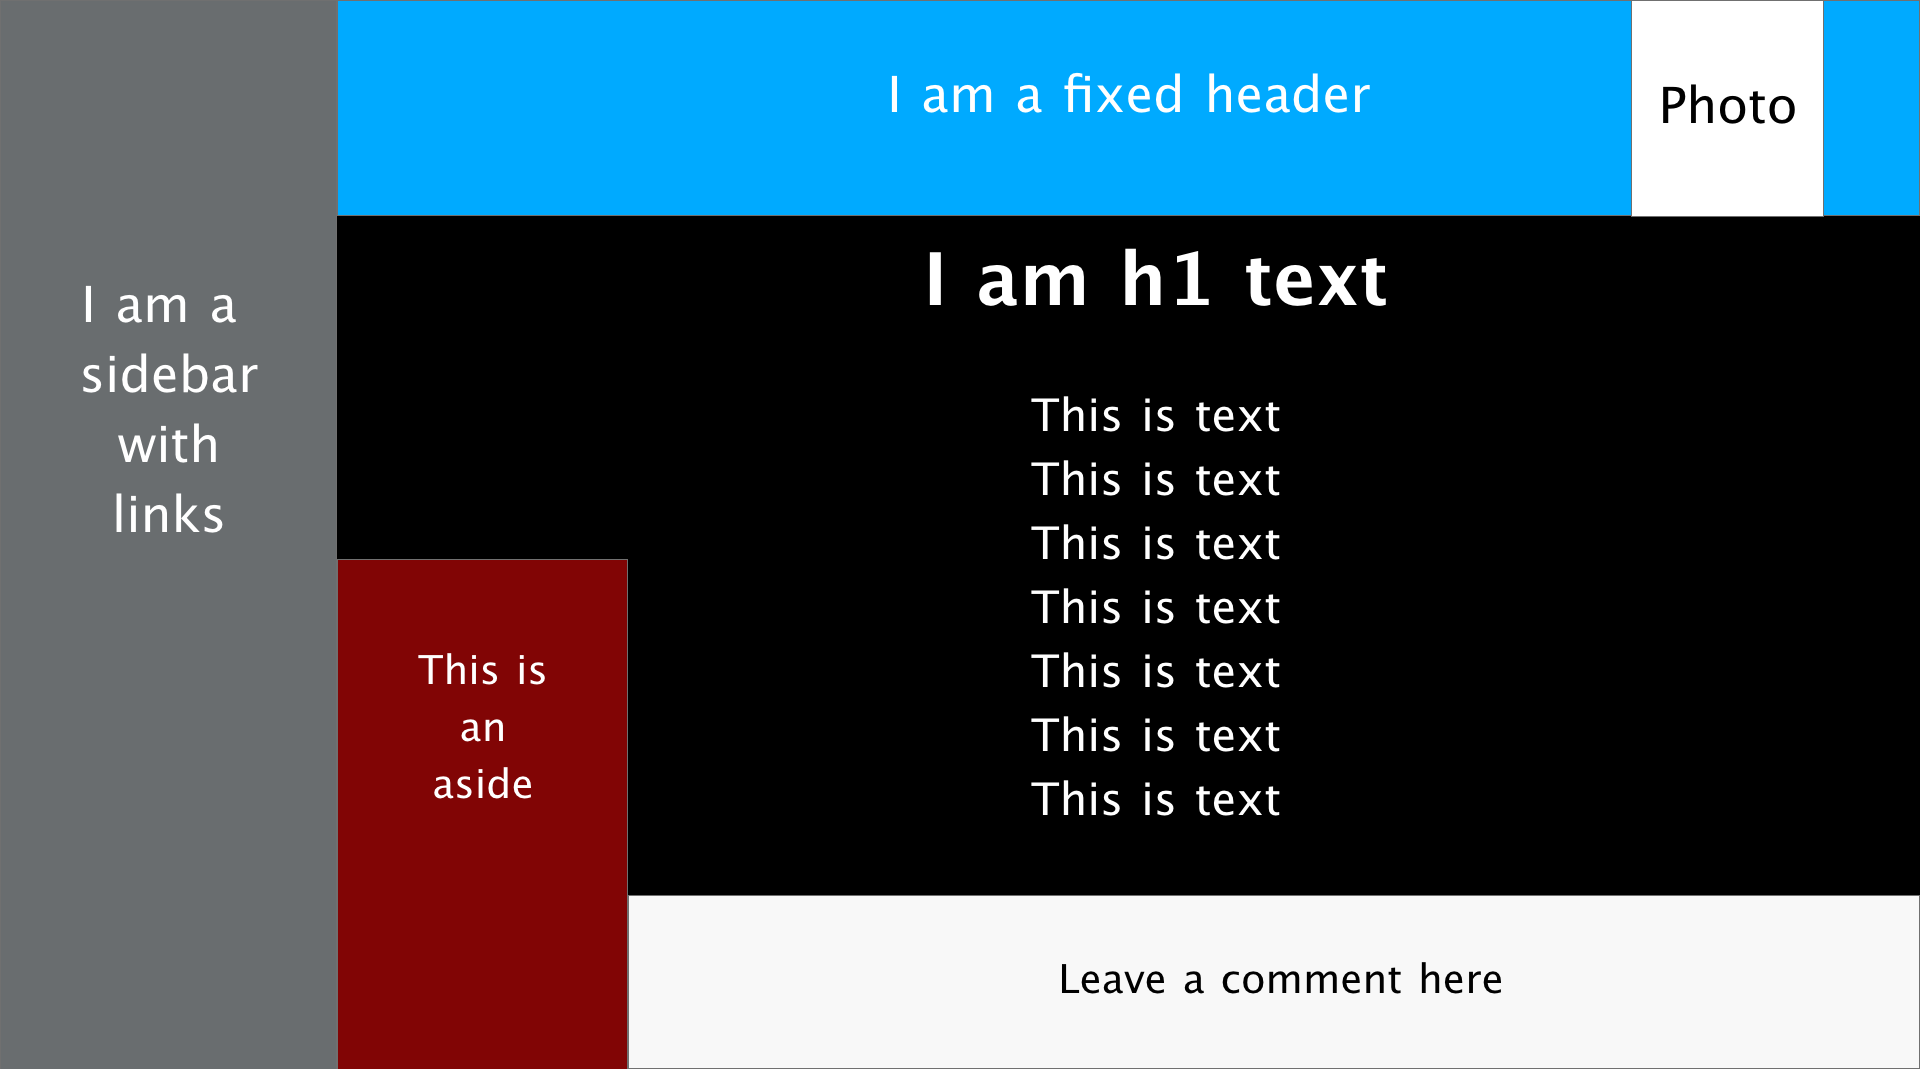 I am a fixed header
Photo
I am a
sidebar
with
links
I am h1 text
This is text
This is text
This is text
This is text
This is text
This is text
This is text
This is
an
aside
Leave a comment here